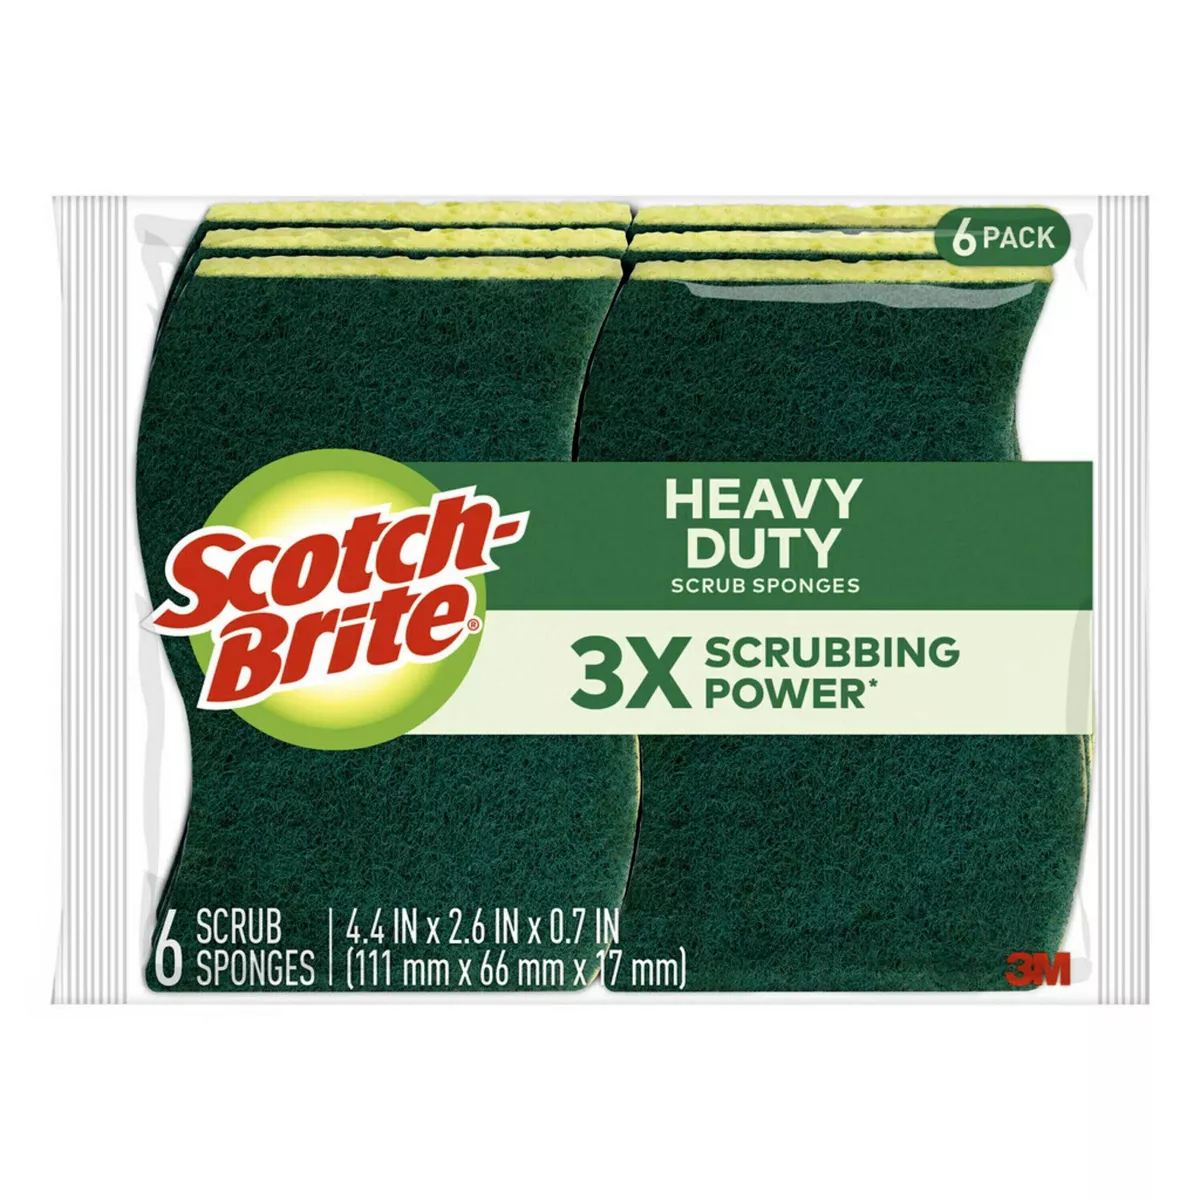 6 PACK
Scotch-
Brite®
HEAVY
DUTY
SCRUB SPONGES
3X SCRUBBING
POWER*
6 SCRUB
SPONGES
4.4 IN x 2.6 IN x 0.7 IN
(111 mm x 66 mm x 17 mm)
3M